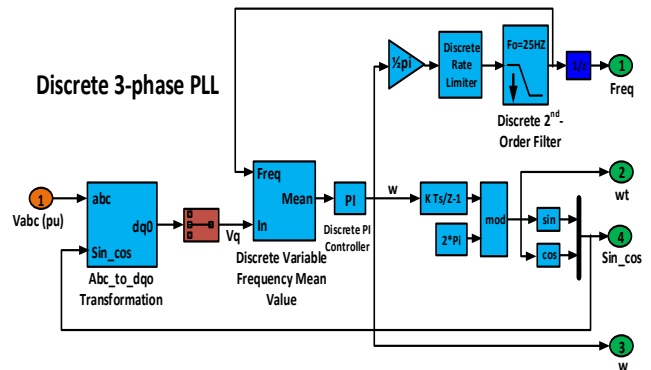 Discrete 3-phase PLL
½pi
Discrete
Rate
Limiter
Fo=25HZ
Discrete 2nd-
Order Filter
1/z
1
Freq
1
Vabc (pu)
abc
dq0
Sin_cos
Abc_to_dqo
Transformation
Vq
Freq
Mean
In
Discrete Variable
Frequency Mean
Value
PI
Discrete PI
Controller
w
K Ts/Z-1
2*Pi
mod
sin
cos
2
wt
4
Sin_cos
3
w